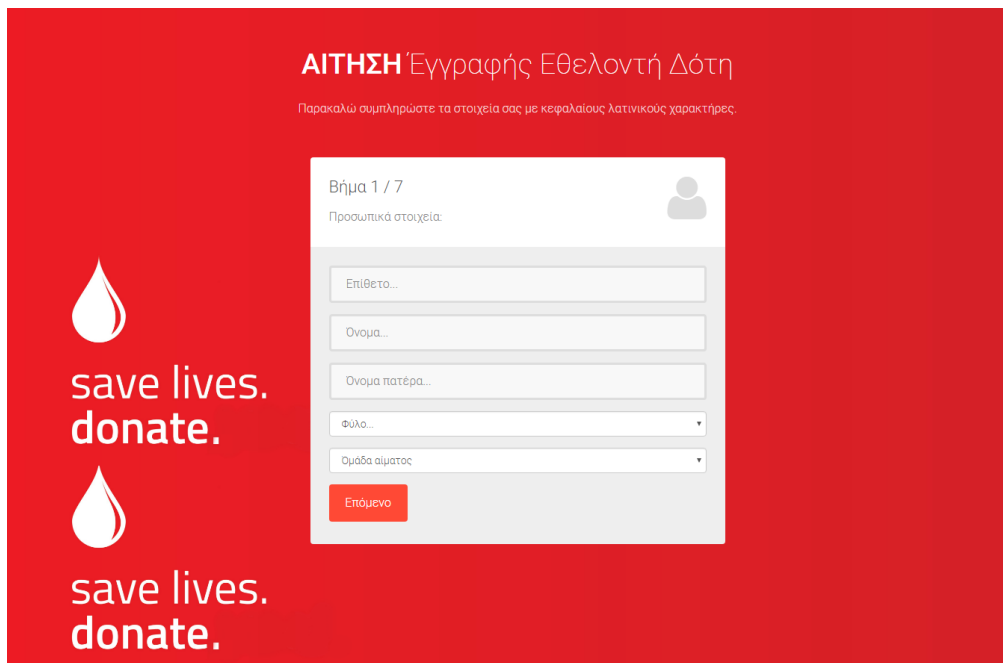 ΑΙΤΗΣΗ Έγγραφής Εθελοντή Δότη
Παρακαλώ συμπληρώστε τα στοιχεία σας με κεφαλαίους λατινικούς χαρακτήρες.
Βήμα 1 / 7
Προσωπικά στοιχεία:
Επίθετο...
Όνομα...
Όνομα πατέρα...
Φύλο...
Όμάδα αίματος
Επόμενο
save lives.
donate.
save lives.
donate.